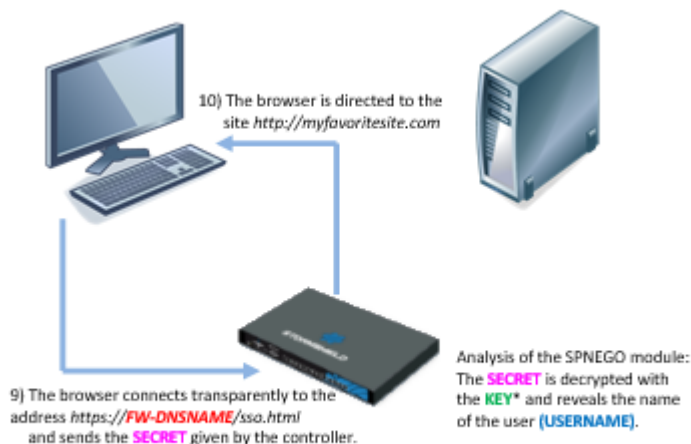 10) The browser is directed to the
site http://myfavoritesite.com
STORMSHIELD
9) The browser connects transparently to the
address https://FW-DNSNAME/sso.html
and sends the SECRET given by the controller.
Analysis of the SPNEGO module:
The SECRET is decrypted with
the KEY* and reveals the name
of the user (USERNAME).